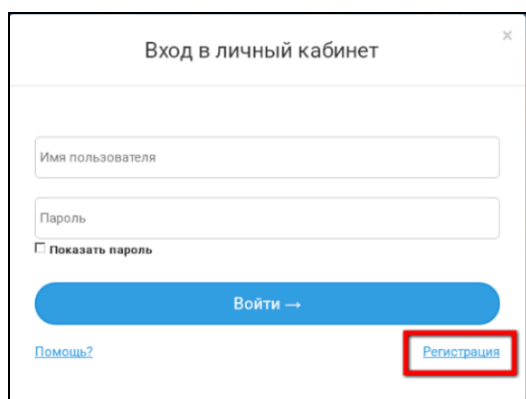 Вход в личный кабинет
×
Имя пользователя
Пароль
Показать пароль
Войти →
Помощь? Регистрация